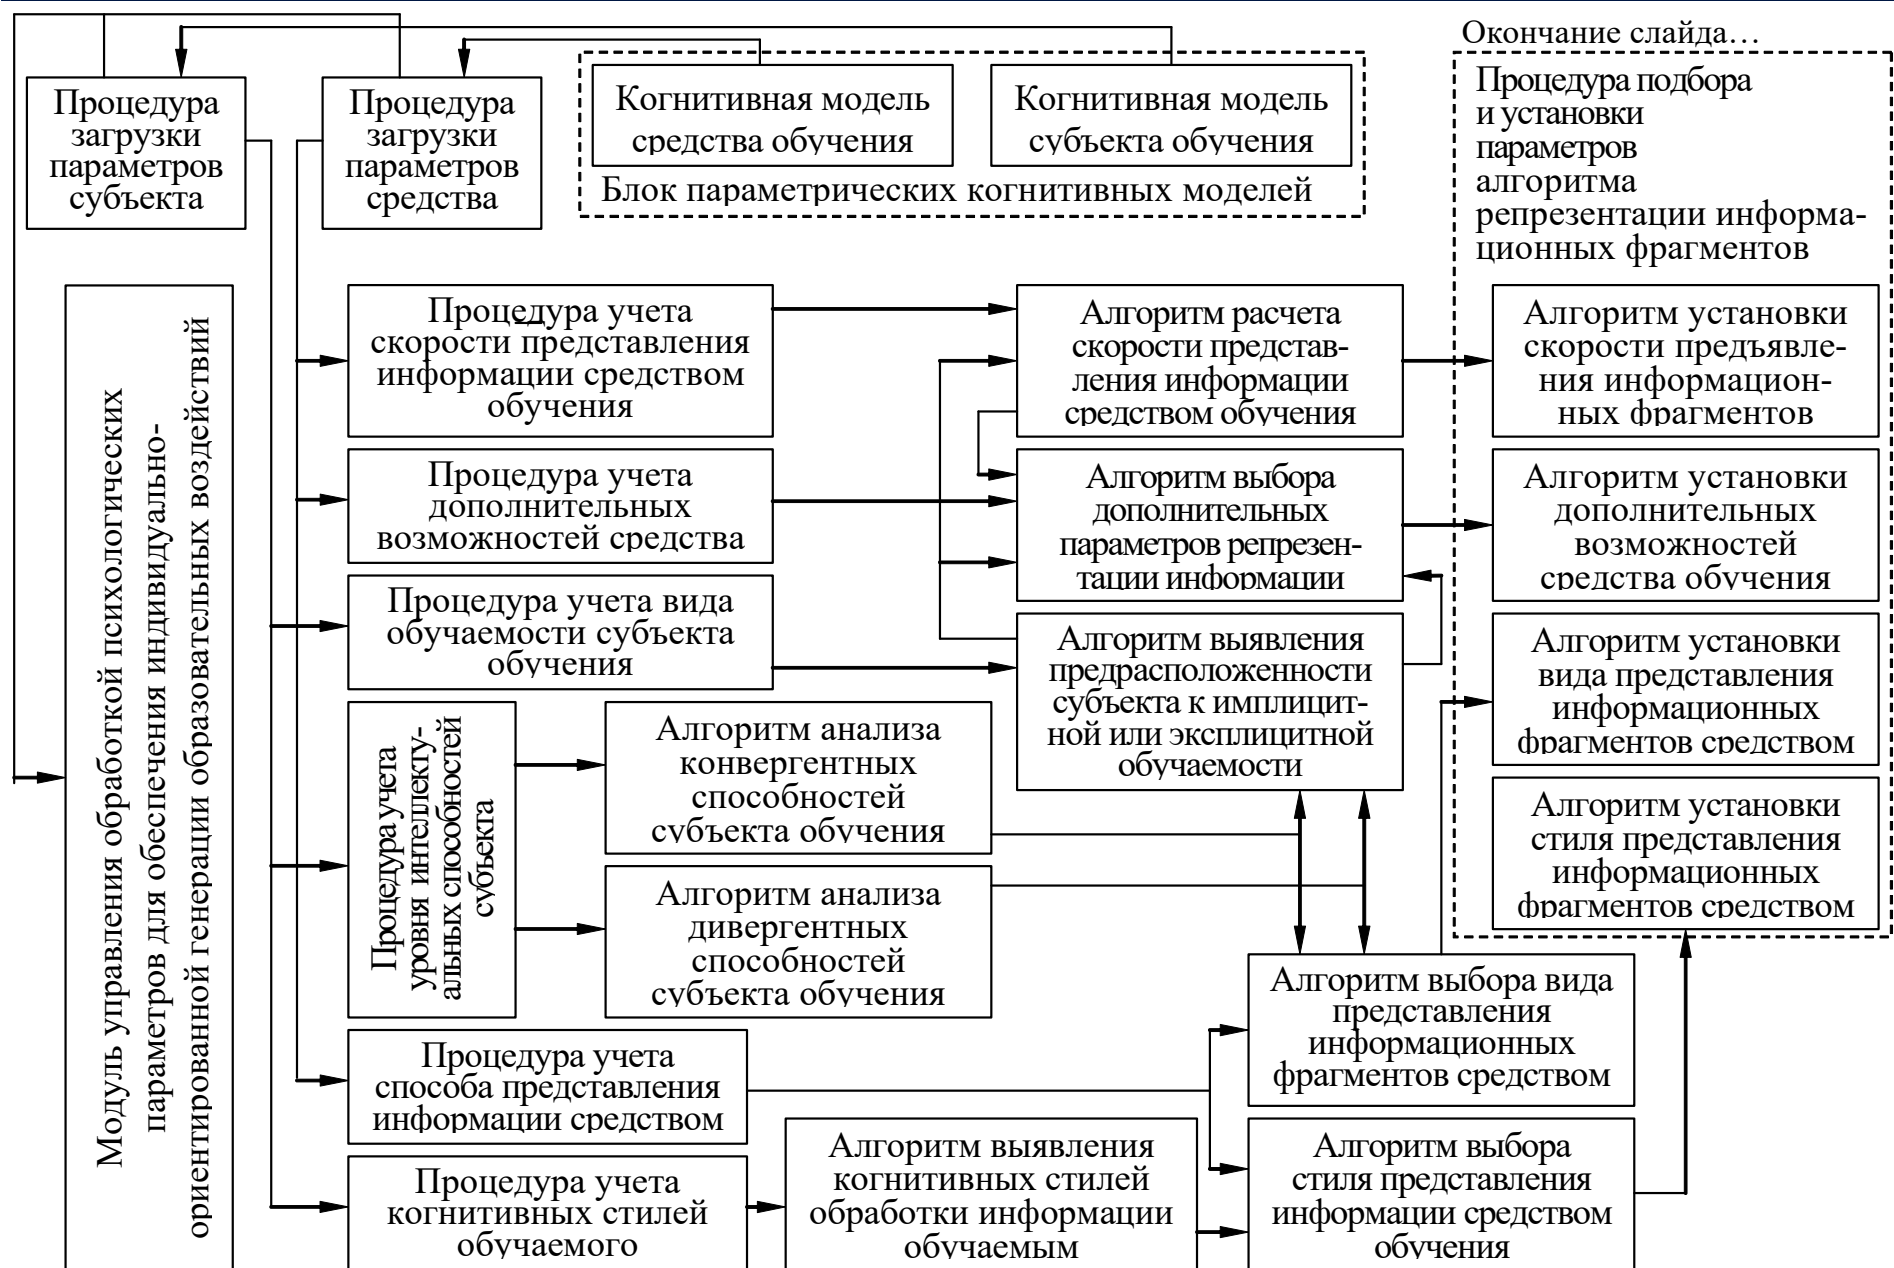 Окончание слайда…
Процедура
загрузки
параметров
субъекта
Процедура
загрузки
параметров
средства
Когнитивная модель
средства обучения
Когнитивная модель
субъекта обучения
Блок параметрических когнитивных моделей
Процедура подбора
и установки
параметров
алгоритма
репрезентации информа-
ционных фрагментов
Модуль управления обработкой психологических
параметров для обеспечения индивидуально-
ориентированной генерации образовательных воздействий
Процедура учета
скорости представления
информации средством
обучения
Алгоритм расчета
скорости представ-
ления информации
средством обучения
Алгоритм установки
скорости предъявле-
ния информацион-
ных фрагментов
Процедура учета
дополнительных
возможностей средства
Алгоритм выбора
дополнительных
параметров репрезен-
тации информации
Алгоритм установки
дополнительных
возможностей
средства обучения
Процедура учета вида
обучаемости субъекта
обучения
Алгоритм выявления
предрасположенности
субъекта к имплицит-
ной или эксплицитной
обучаемости
Алгоритм установки
вида представления
информационных
фрагментов средством
Процедура учета
уровня интеллекту-
альных способностей
субъекта
Алгоритм анализа
конвергентных
способностей
субъекта обучения
Алгоритм установки
стиля представления
информационных
фрагментов средством
Алгоритм анализа
дивергентных
способностей
субъекта обучения
Алгоритм выбора вида
представления
информационных
фрагментов средством
Процедура учета
способа представления
информации средством
Процедура учета
когнитивных стилей
обучаемого
Алгоритм выявления
когнитивных стилей
обработки информации
обучаемым
Алгоритм выбора
стиля представления
информации средством
обучения